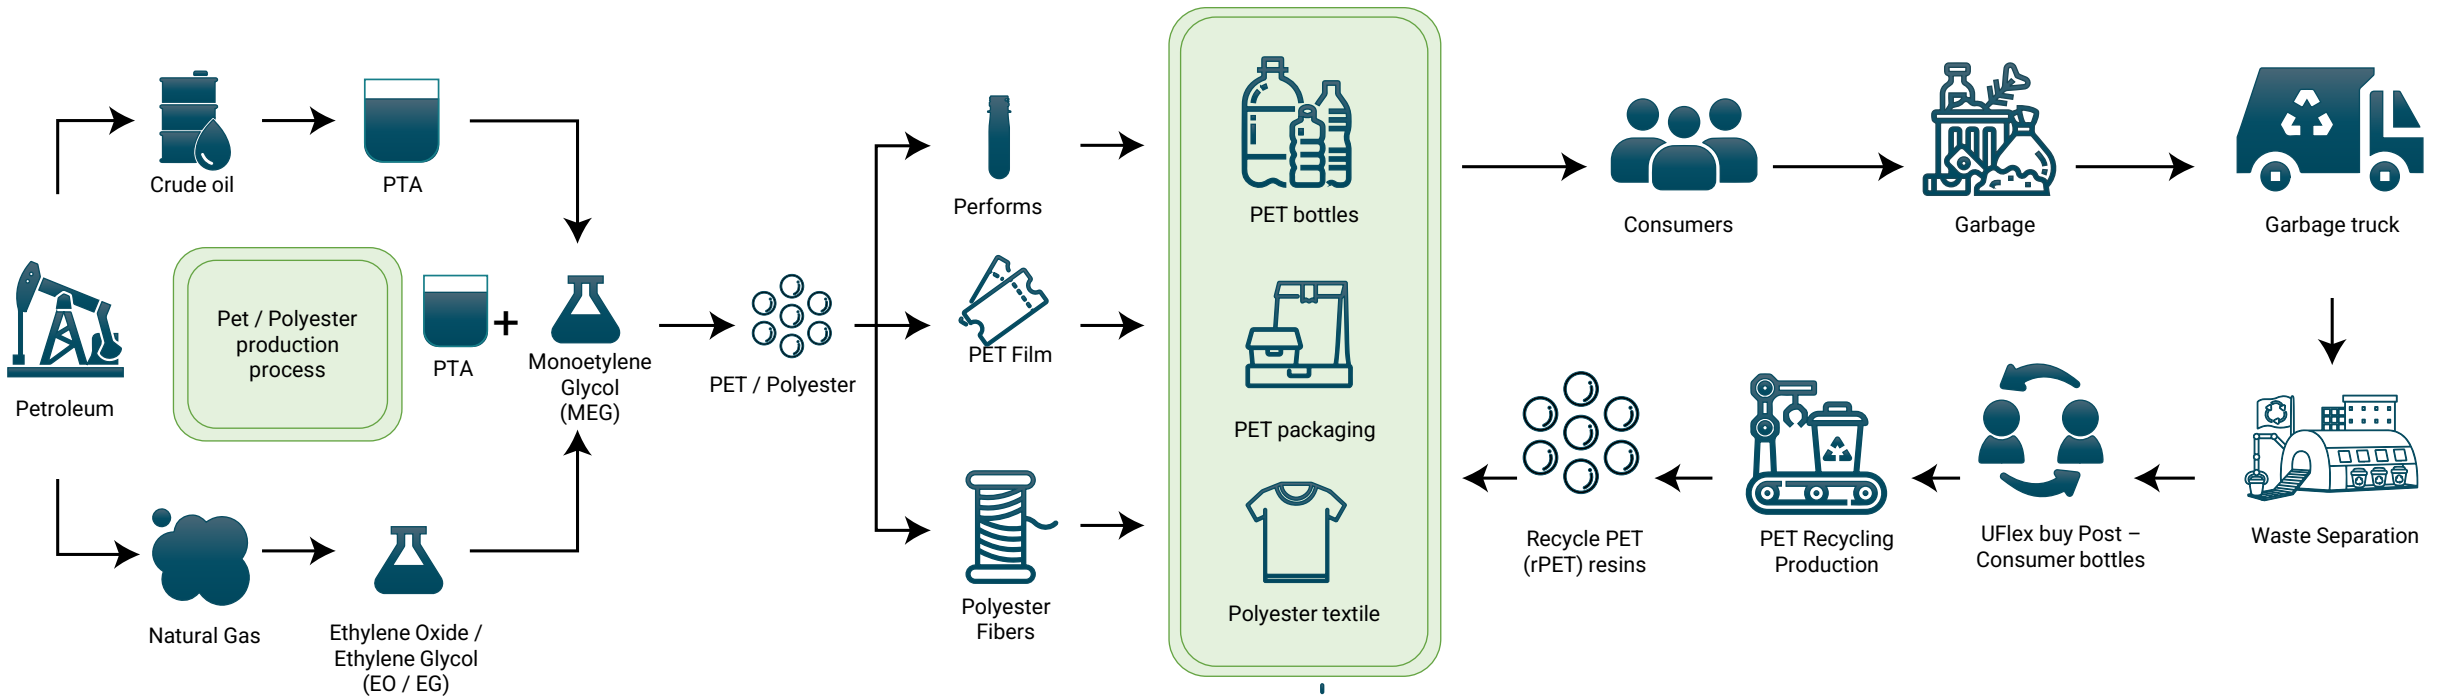 Crude oil
PTA
Petroleum
Pet / Polyester
production
process
PTA
+
Monoetylene
Glycol
(MEG)
Natural Gas
Ethylene Oxide /
Ethylene Glycol
(EO / EG)
PET / Polyester
Performs
PET Film
Polyester
Fibers
PET bottles
PET packaging
Polyester textile
Consumers
Garbage
Garbage truck
Recycle PET
(rPET) resins
PET Recycling
Production
UFlex buy Post –
Consumer bottles
Waste Separation